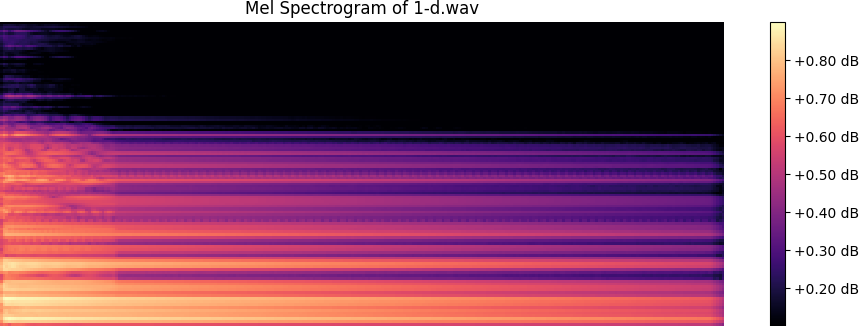 Mel Spectrogram of 1-d.wav
+0.80 dB
+0.70 dB
+0.60 dB
+0.50 dB
+0.40 dB
+0.30 dB
+0.20 dB